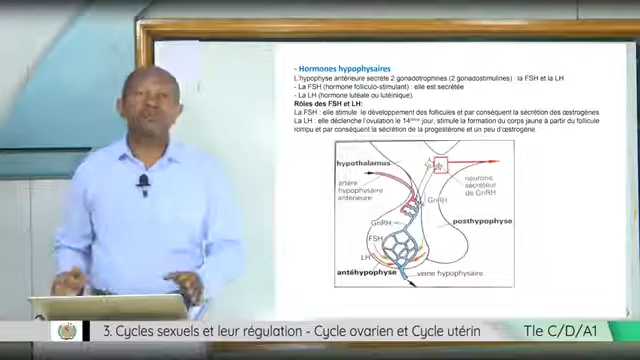 - Hormones hypophysaires
L'hypophyse antérieure secrète 2 gonadotrophines (2 gonadostimulines) : la FSH et la LH
- La FSH (hormone folliculo-stimulant) : elle est secrétée
- La LH (hormone lutéale ou lutéinique).
Rôles des FSH et LH:
La FSH : elle stimule le développement des follicules et par conséquent la sécrétion des œstrogènes
La LH : elle déclenche l'ovulation le 14ème jour, stimule la formation du corps jaune à partir du follicule
rompu et par conséquent la sécrétion de la progestérone et un peu d'œstrogène.
hypothalamus
artère
hypophysaire
antérieure
neurone
sécréteur
de GnRH
GnRH
GnRH
posthypophyse
FSH
LH
antéhypophyse
veine hypophysaire
3. Cycles sexuels et leur régulation - Cycle ovarien et Cycle utérin
Tle C/D/A1